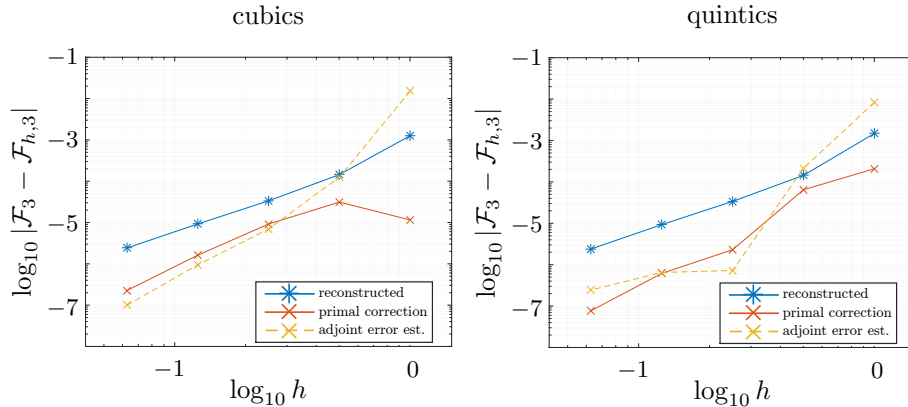 cubics
log₁₀ |ℱ₃ − ℱₕ,₃|
−1
−3
−5
−7
reconstructed
primal correction
adjoint error est.
−1
0
log₁₀ h
quintics
log₁₀ |ℱ₃ − ℱₕ,₃|
−1
−3
−5
−7
reconstructed
primal correction
adjoint error est.
−1
0
log₁₀ h